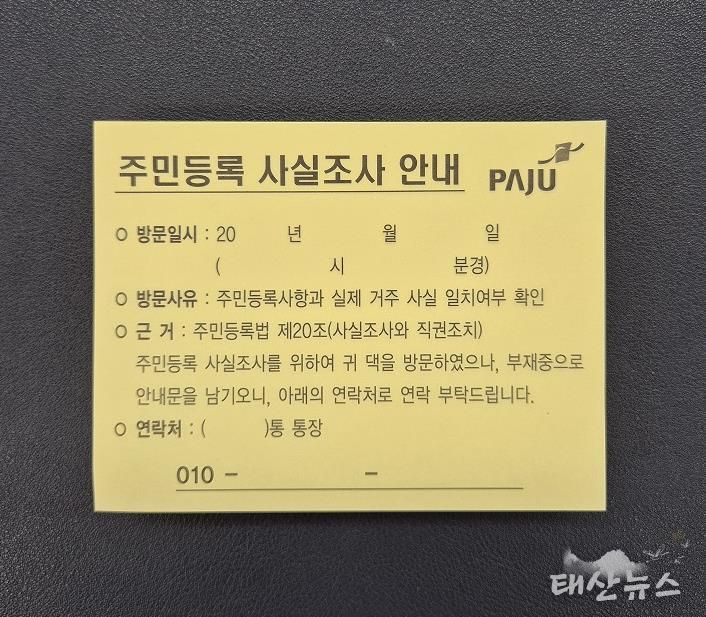 주민등록 사실조사 안내 PAJU
○ 방문일시 : 20 년 월 일
( 시 분경)
○ 방문사유 : 주민등록사항과 실제 거주 사실 일치여부 확인
○ 근 거 : 주민등록법 제20조(사실조사와 직권조치)
주민등록 사실조사를 위하여 귀 댁을 방문하였으나, 부재중으로
안내문을 남기오니, 아래의 연락처로 연락 부탁드립니다.
○ 연락처 : ( )통 통장
010 - -
태산뉴스